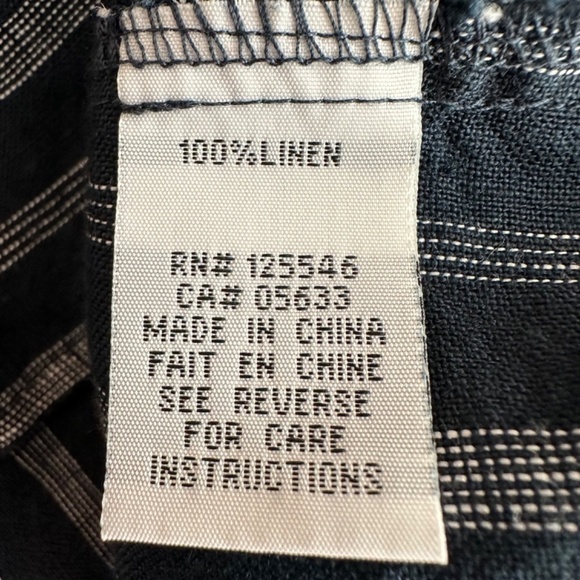 100%LINEN
RN# 125546
CA# 05633
MADE IN CHINA
FAIT EN CHINE
SEE REVERSE
FOR CARE
INSTRUCTIONS